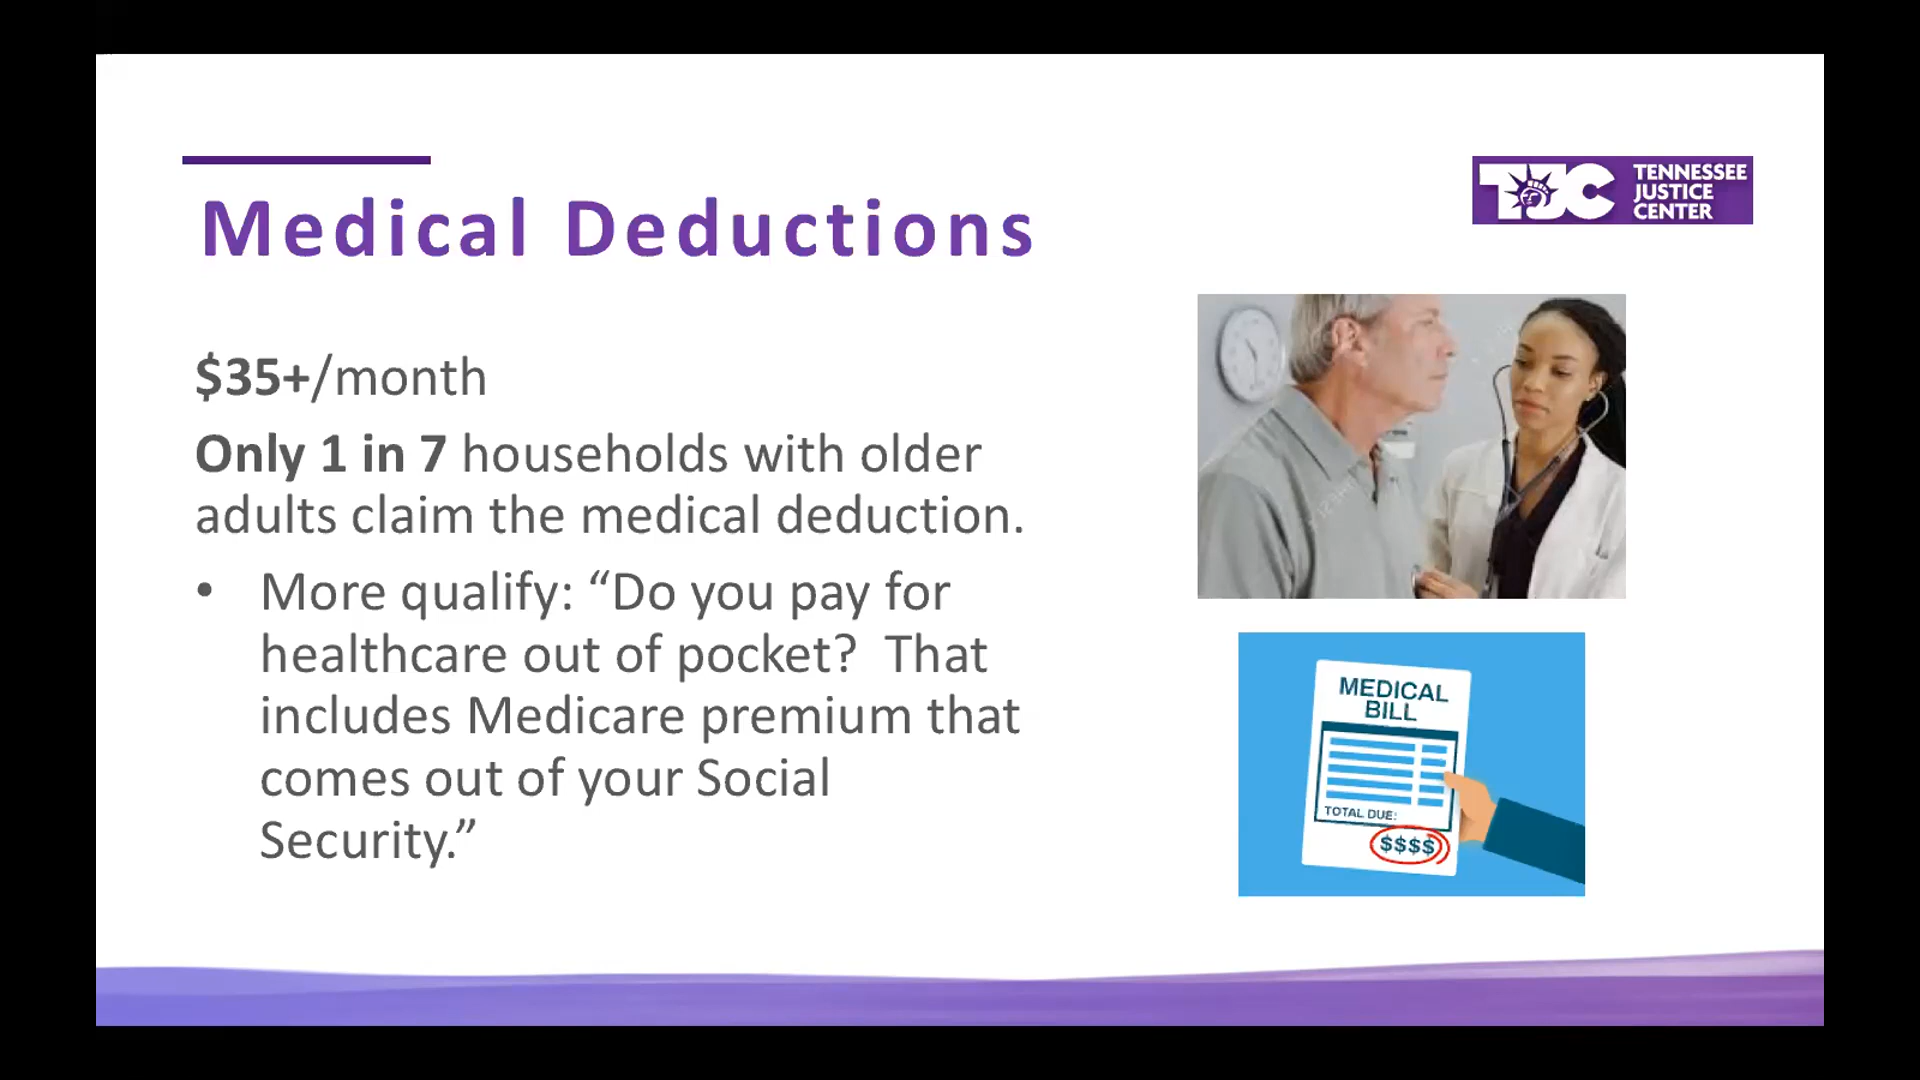 TJC TENNESSEE
JUSTICE
CENTER
Medical Deductions
$35+/month
Only 1 in 7 households with older
adults claim the medical deduction.
• More qualify: “Do you pay for
healthcare out of pocket?  That
includes Medicare premium that
comes out of your Social
Security.”
MEDICAL
BILL
TOTAL DUE:
$$$$